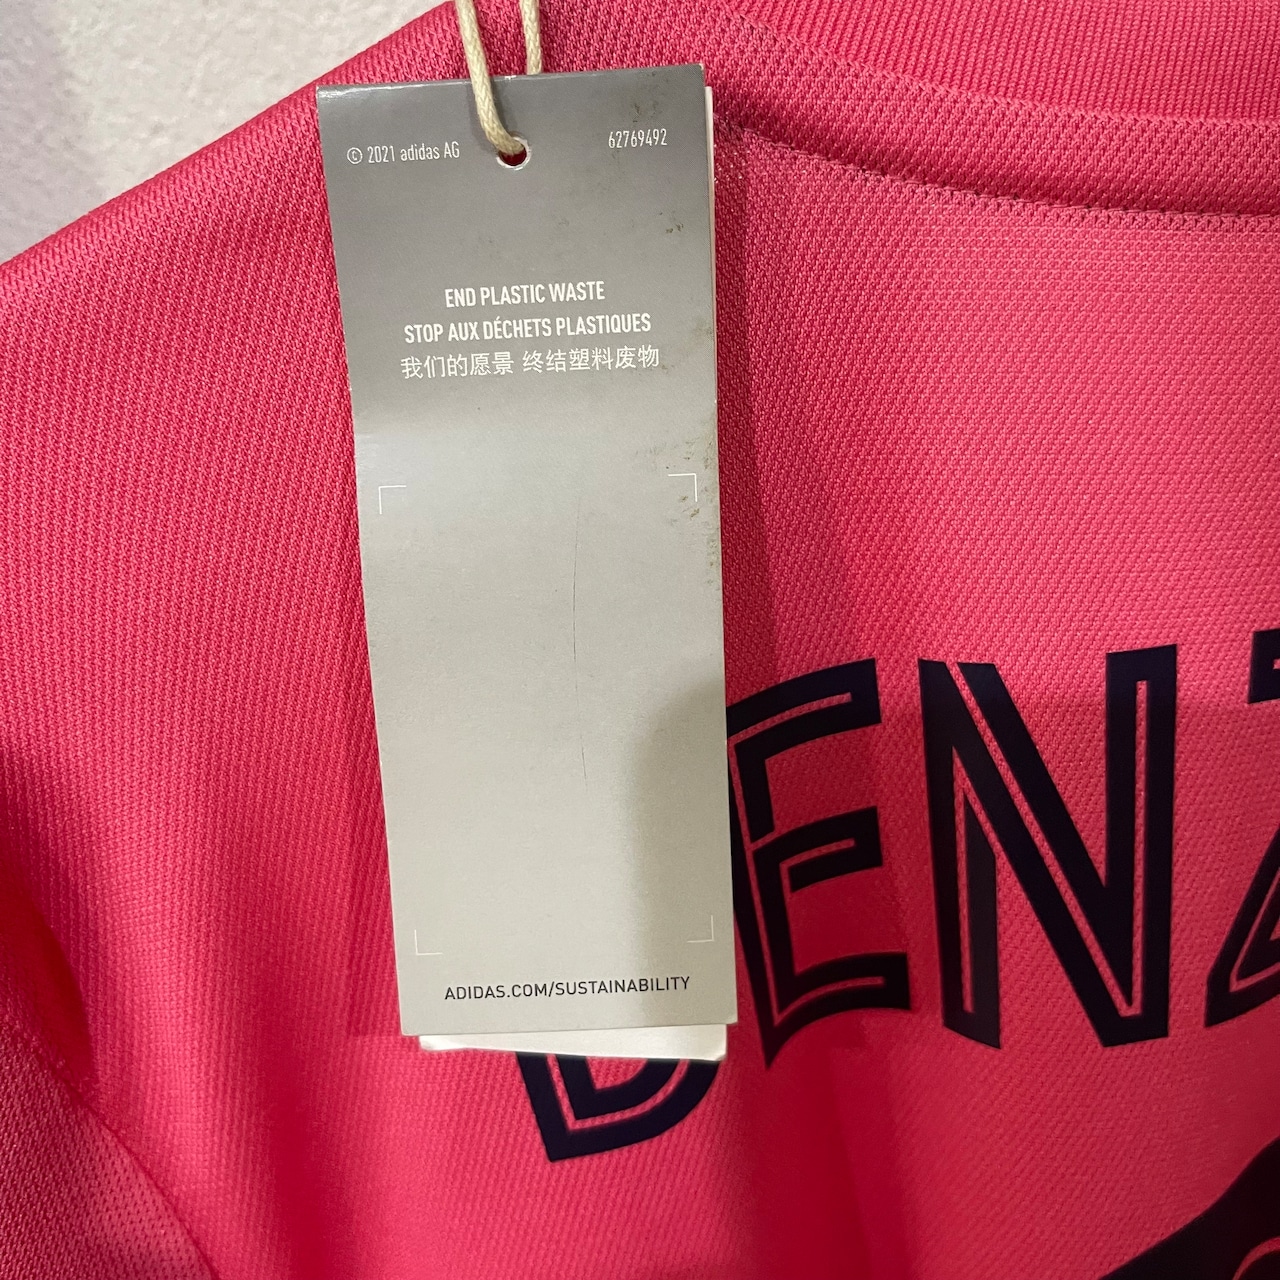 © 2021 adidas AG 62769492
END PLASTIC WASTE
STOP AUX DÉCHETS PLASTIQUES
我们的愿景 终结塑料废物
ADIDAS.COM/SUSTAINABILITY
BENZ